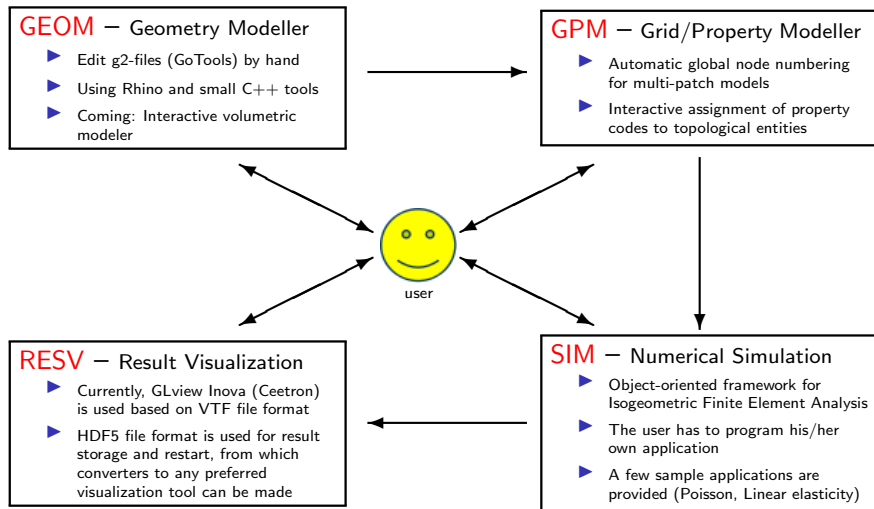 GEOM – Geometry Modeller
Edit g2-files (GoTools) by hand
Using Rhino and small C++ tools
Coming: Interactive volumetric
modeler
GPM – Grid/Property Modeller
Automatic global node numbering
for multi-patch models
Interactive assignment of property
codes to topological entities
user
RESV – Result Visualization
Currently, GLview Inova (Ceetron)
is used based on VTF file format
HDF5 file format is used for result
storage and restart, from which
converters to any preferred
visualization tool can be made
SIM – Numerical Simulation
Object-oriented framework for
Isogeometric Finite Element Analysis
The user has to program his/her
own application
A few sample applications are
provided (Poisson, Linear elasticity)